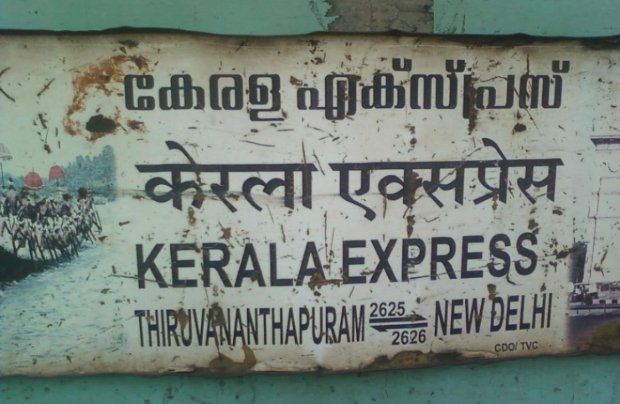 കേരള എക്സ്പ്രസ്
केरला एक्सप्रेस
KERALA EXPRESS
THIRUVANANTHAPURAM 2625 2626 NEW DELHI
CDO/ TVC